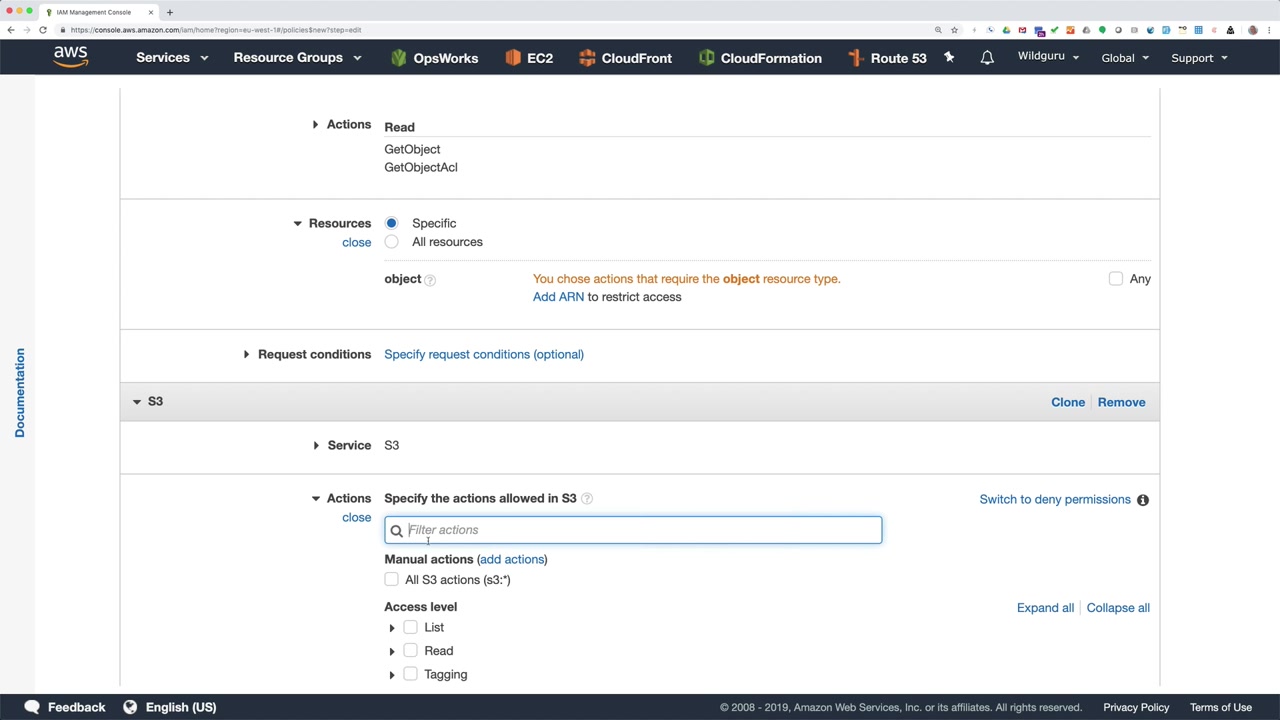 IAM Management Console
https://console.aws.amazon.com/iam/home?region=eu-west-1#/policies$new?step=edit
aws Services Resource Groups OpsWorks EC2 CloudFront CloudFormation Route 53 Wildguru Global Support
Actions Read
GetObject
GetObjectAcl
Resources Specific
close All resources
object You chose actions that require the object resource type. Any
Add ARN to restrict access
Request conditions Specify request conditions (optional)
Documentation
S3 Clone Remove
Service S3
Actions Specify the actions allowed in S3 Switch to deny permissions
close
Filter actions
Manual actions (add actions)
All S3 actions (s3:*)
Access level Expand all Collapse all
List
Read
Tagging
Feedback English (US) © 2008 - 2019, Amazon Web Services, Inc. or its affiliates. All rights reserved. Privacy Policy Terms of Use